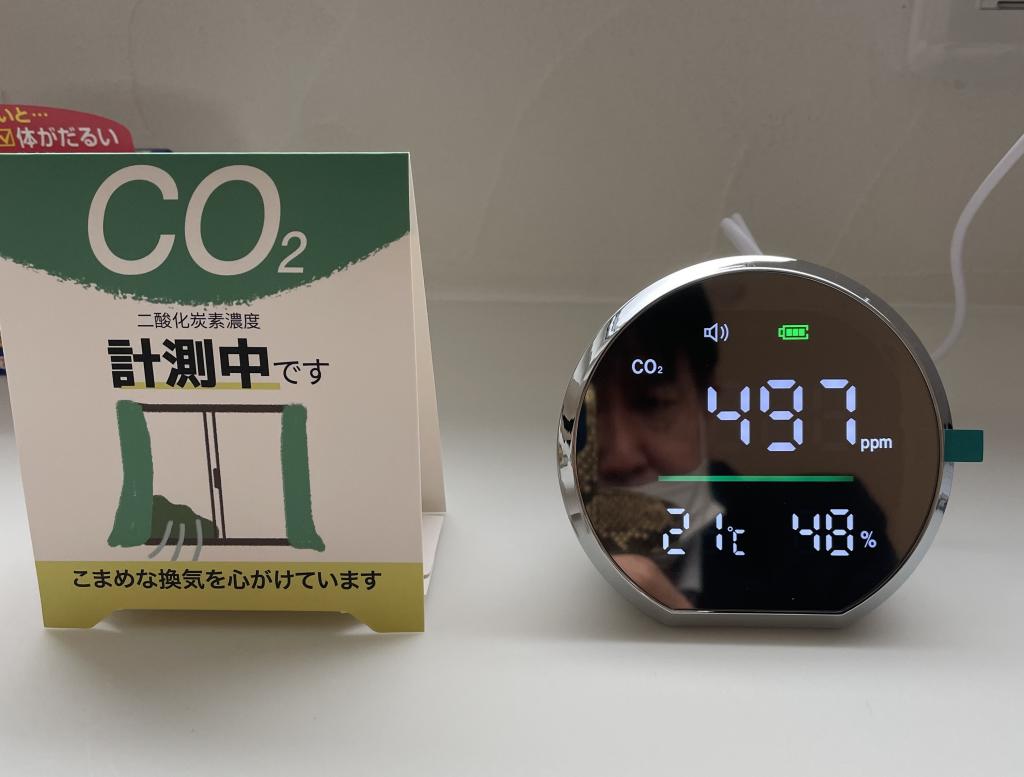 いと…
体がだるい
CO2
二酸化炭素濃度
計測中です
こまめな換気を心がけています
CO2
497 ppm
21℃ 48%